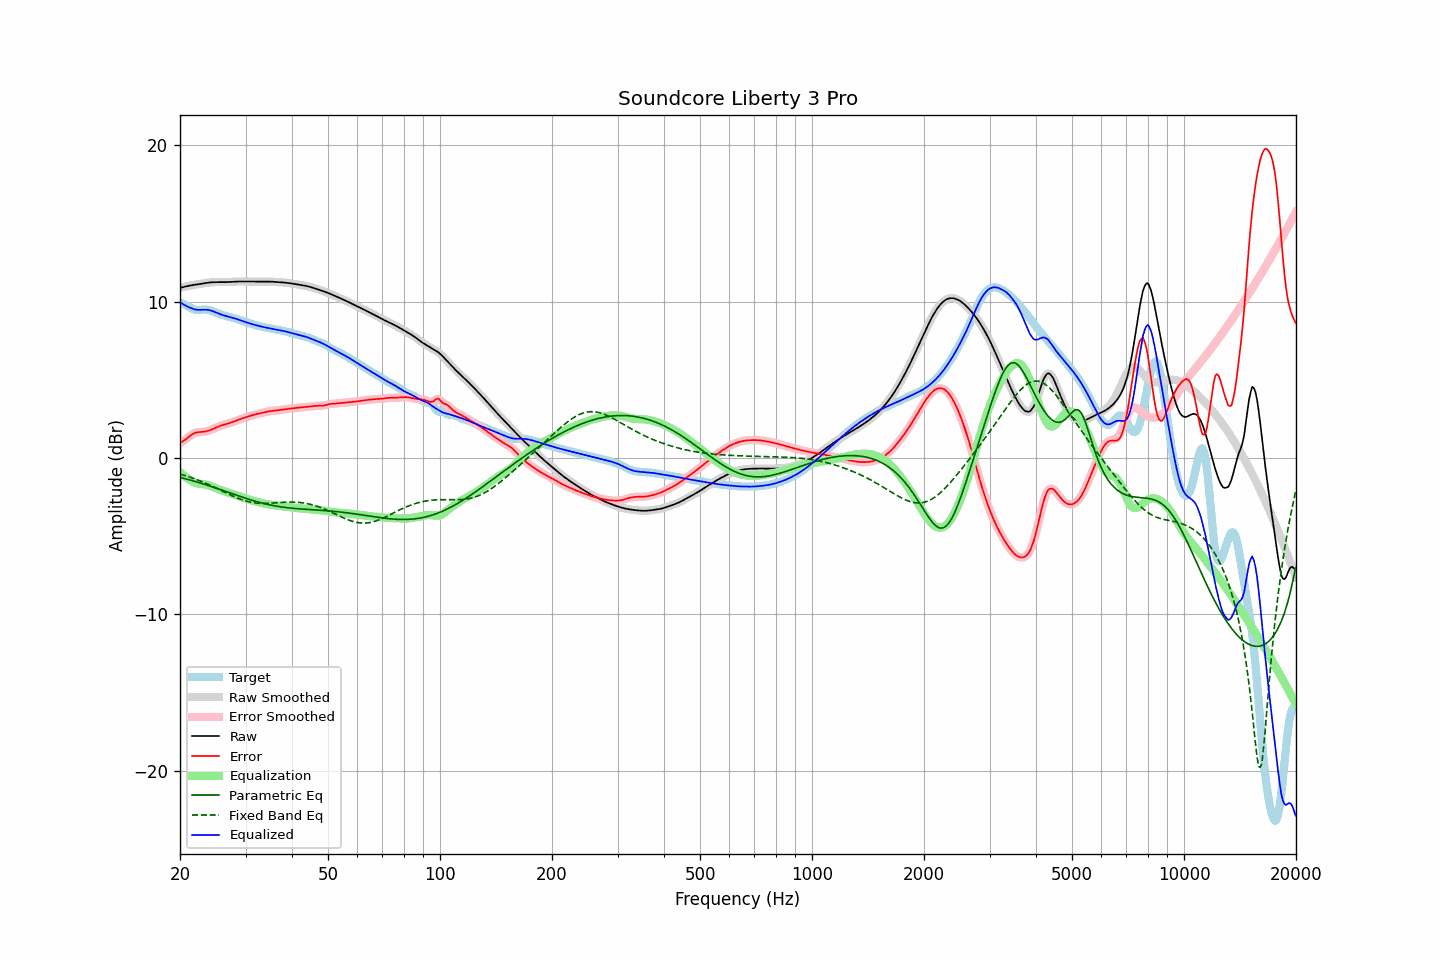 Soundcore Liberty 3 Pro
Amplitude (dBr)
20
10
0
−10
−20
Target
Raw Smoothed
Error Smoothed
Raw
Error
Equalization
Parametric Eq
Fixed Band Eq
Equalized
20 50 100 200 500 1000 2000 5000 10000 20000
Frequency (Hz)